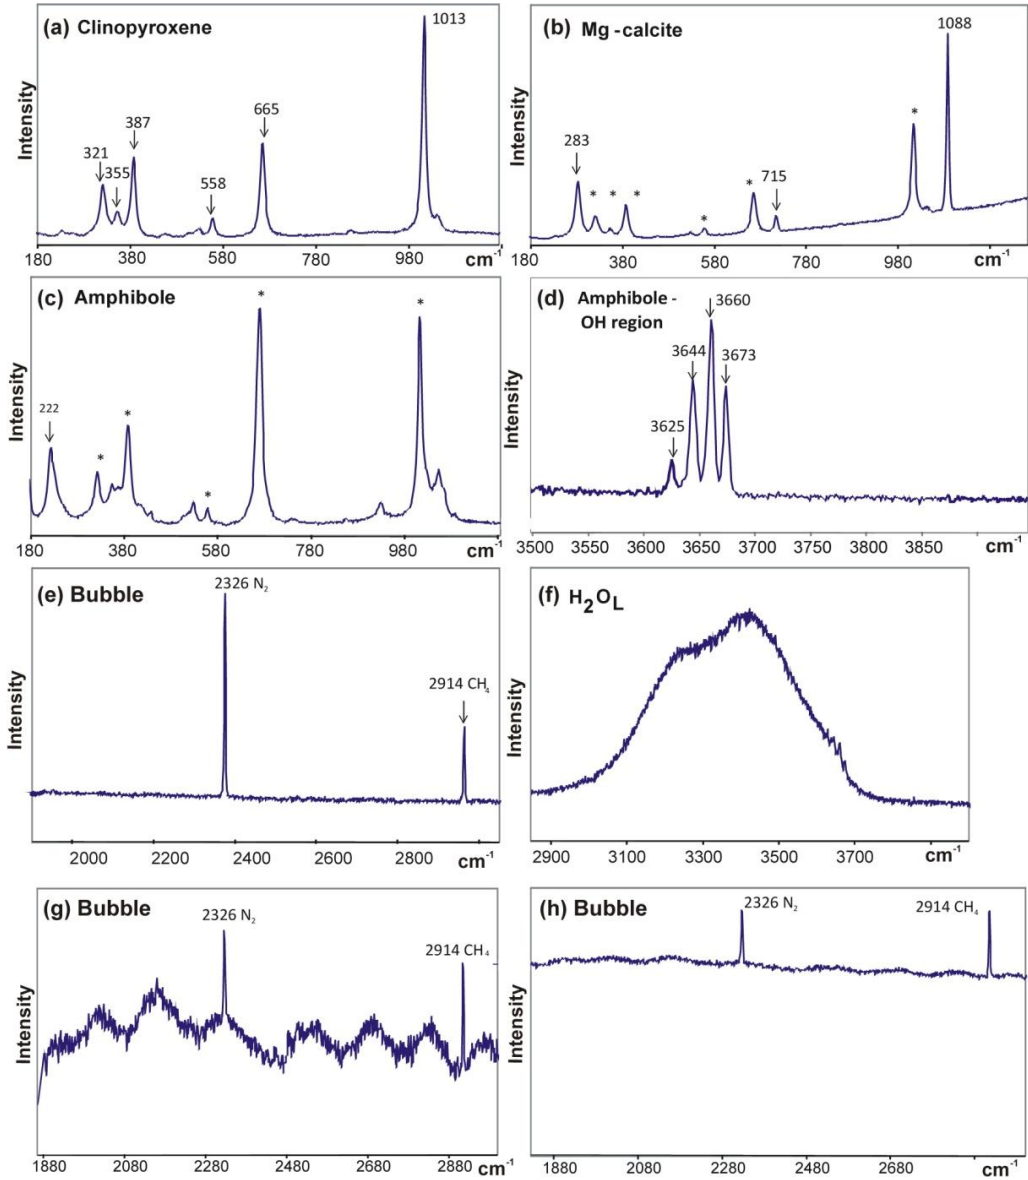 (a) Clinopyroxene
1013
665
387
321
355
558
Intensity
180
380
580
780
980
cm-1
(b) Mg-calcite
1088
*
283
*
*
*
*
*
715
Intensity
180
380
580
780
980
cm-1
(c) Amphibole
*
*
222
*
*
*
Intensity
180
380
580
780
980
cm-1
(d) Amphibole -
OH region
3660
3644
3673
3625
Intensity
3500
3550
3600
3650
3700
3750
3800
3850
cm-1
(e) Bubble
2326 N2
2914 CH4
Intensity
2000
2200
2400
2600
2800
cm-1
(f) H2OL
Intensity
2900
3100
3300
3500
3700
cm-1
(g) Bubble
2326 N2
2914 CH4
Intensity
1880
2080
2280
2480
2680
2880
cm-1
(h) Bubble
2326 N2
2914 CH4
Intensity
1880
2080
2480
2680
cm-1